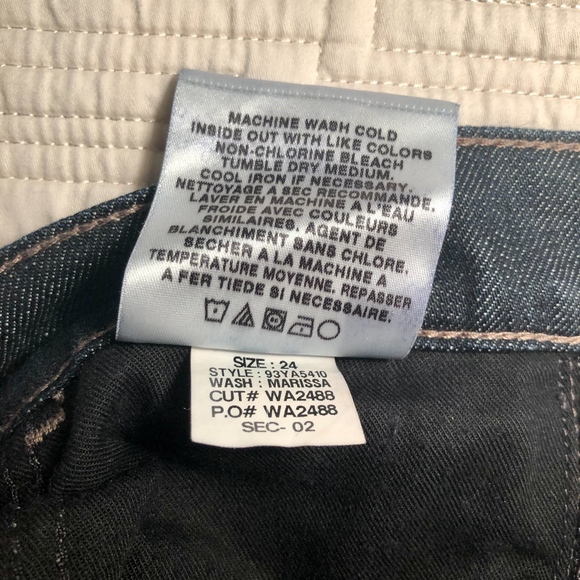 MACHINE WASH COLD
INSIDE OUT WITH LIKE COLORS
NON-CHLORINE BLEACH
TUMBLE DRY MEDIUM.
COOL IRON IF NECESSARY.
NETTOYAGE A SEC RECOMMANDE.
LAVER EN MACHINE A L'EAU
FROIDE AVEC COULEURS
SIMILAIRES. AGENT DE
BLANCHIMENT SANS CHLORE.
SECHER A LA MACHINE A
TEMPERATURE MOYENNE. REPASSER
A FER TIEDE SI NECESSAIRE.
SIZE : 24
STYLE : 93YA5410
WASH : MARISSA
CUT# WA2488
P.O# WA2488
SEC- 02